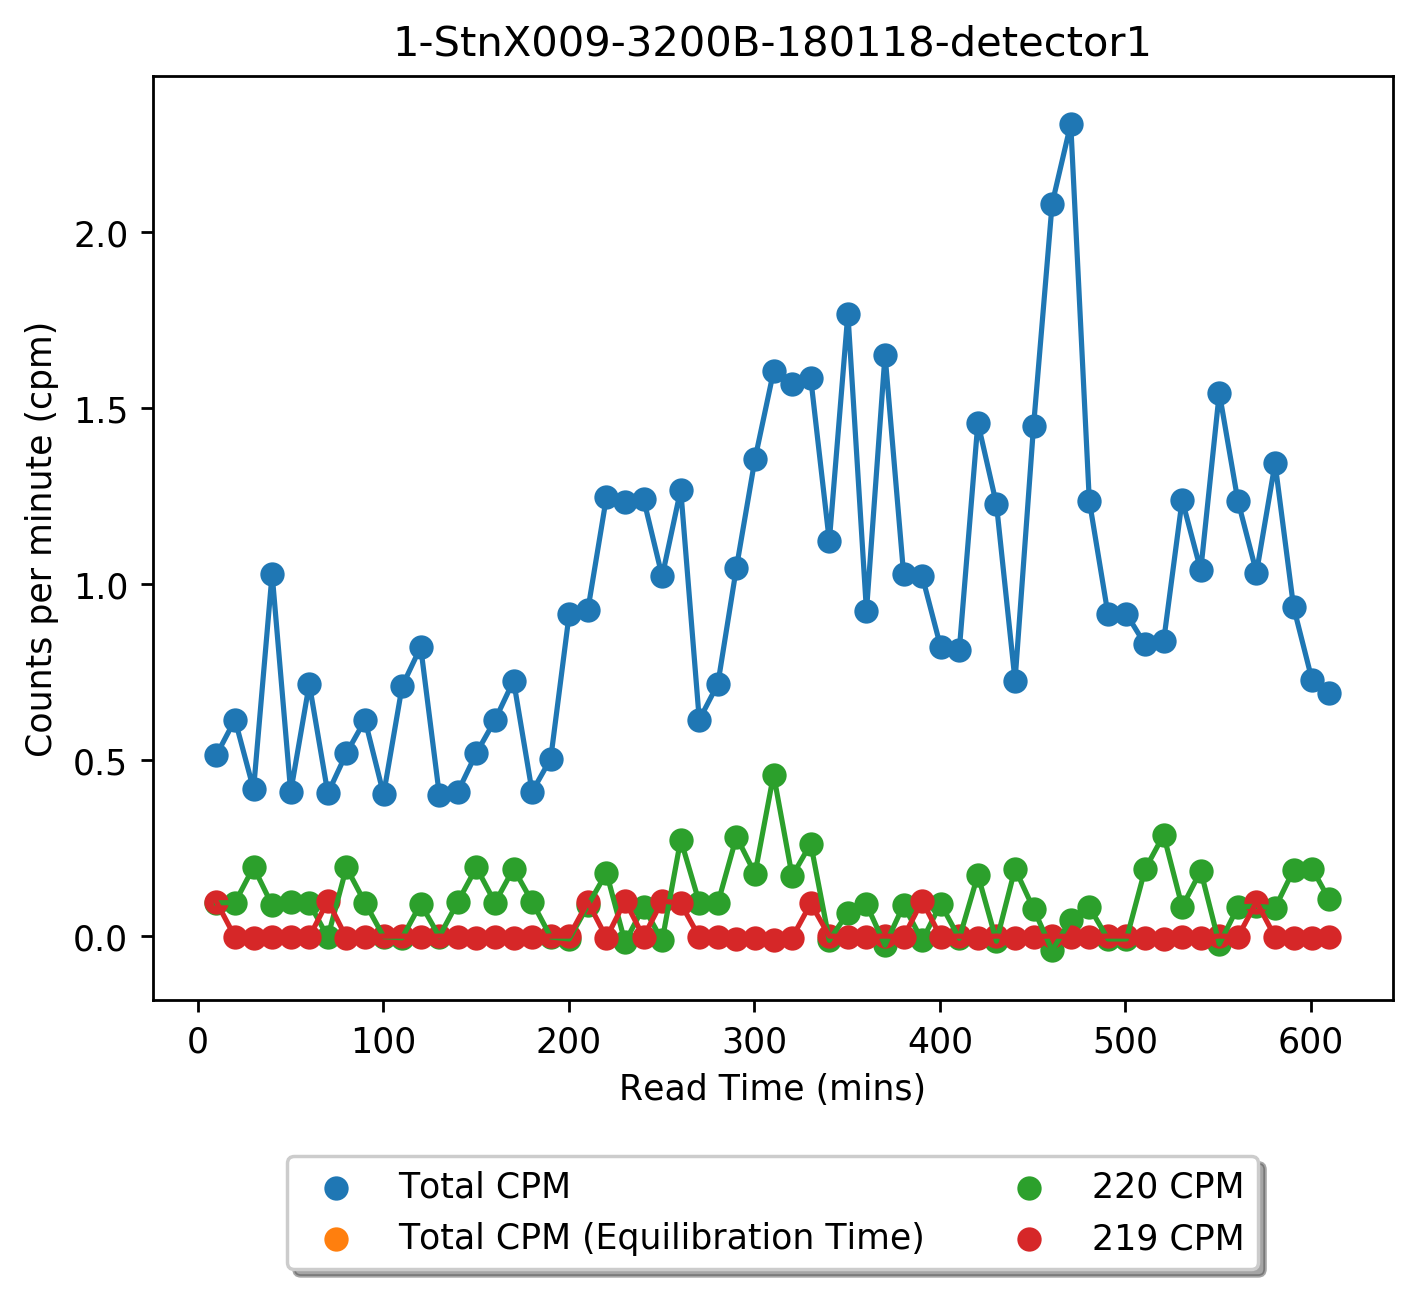 1-StnX009-3200B-180118-detector1
Counts per minute (cpm)
2.0
1.5
1.0
0.5
0.0
0 100 200 300 400 500 600
Read Time (mins)
Total CPM
Total CPM (Equilibration Time)
220 CPM
219 CPM